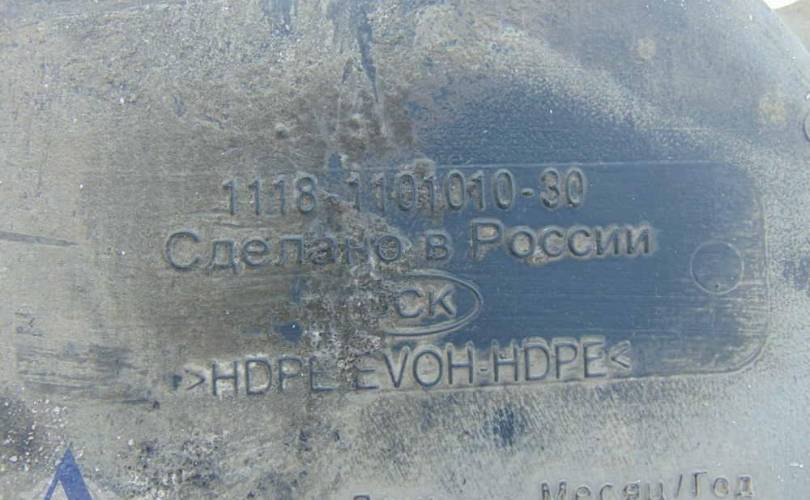 1118-1101010-30
Сделано в России
СК
>HDPE-EVOH-HDPE<
Месяц/Год